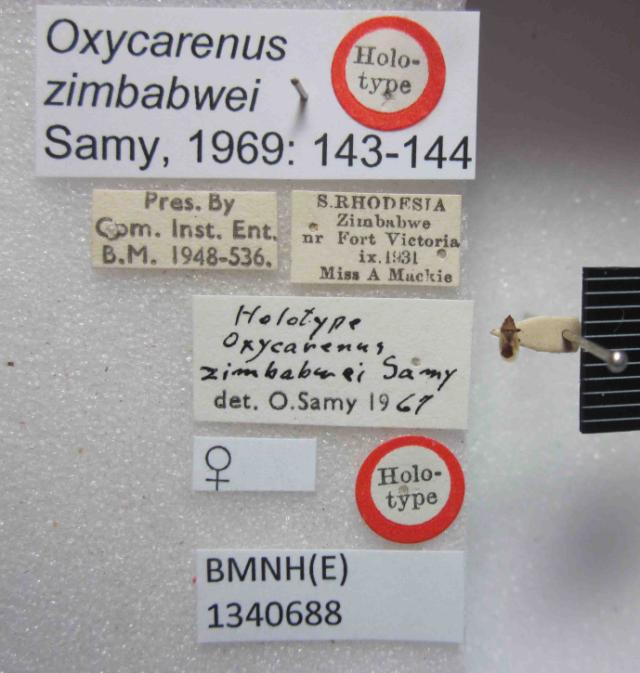 Oxycarenus
zimbabwei
Samy, 1969: 143-144
Holo-
type
Pres. By
Com. Inst. Ent.
B.M. 1948-536.
S. RHODESIA
Zimbabwe
nr Fort Victoria
ix.1931
Miss A Mackie
Holotype
Oxycarenus
zimbabwei Samy
det. O.Samy 1967
♀
Holo-
type
BMNH(E)
1340688